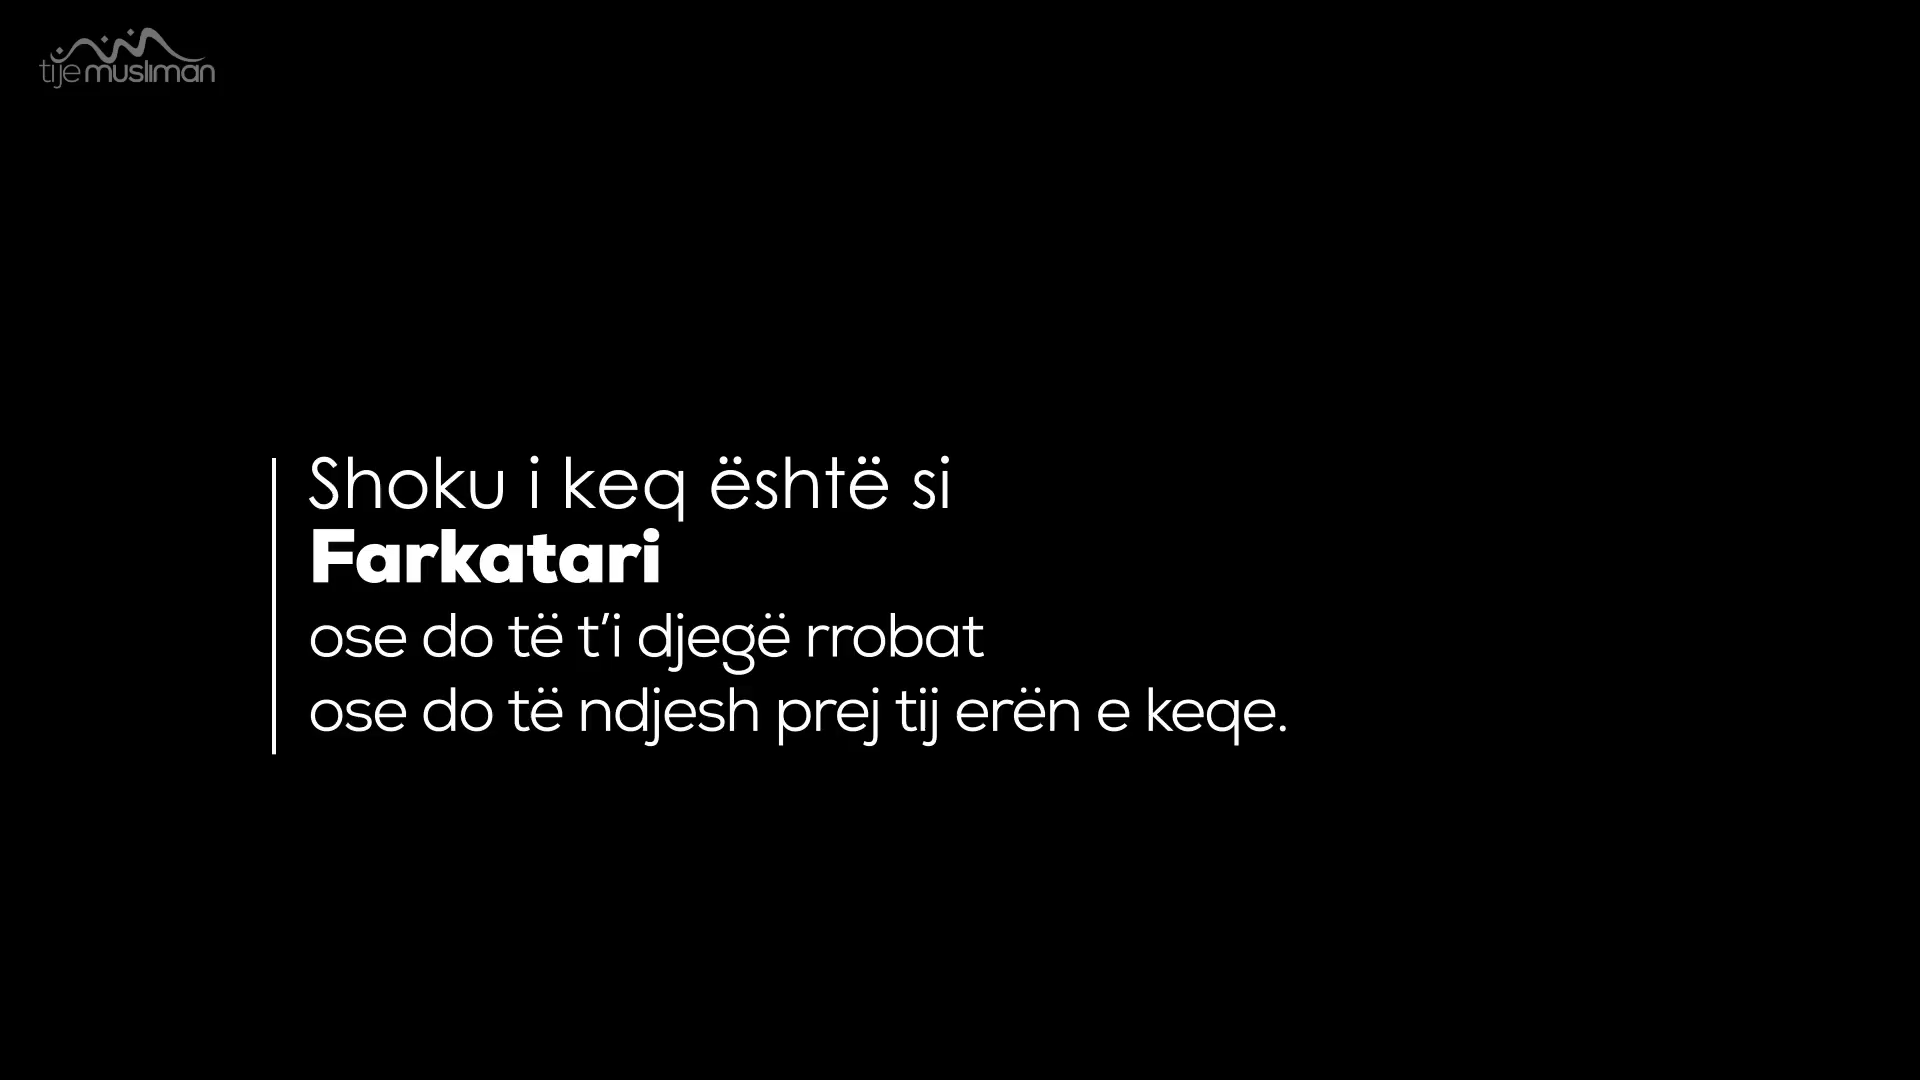 tije musliman
Shoku i keq është si
Farkatari
ose do të t’i djegë rrobat
ose do të ndjesh prej tij erën e keqe.